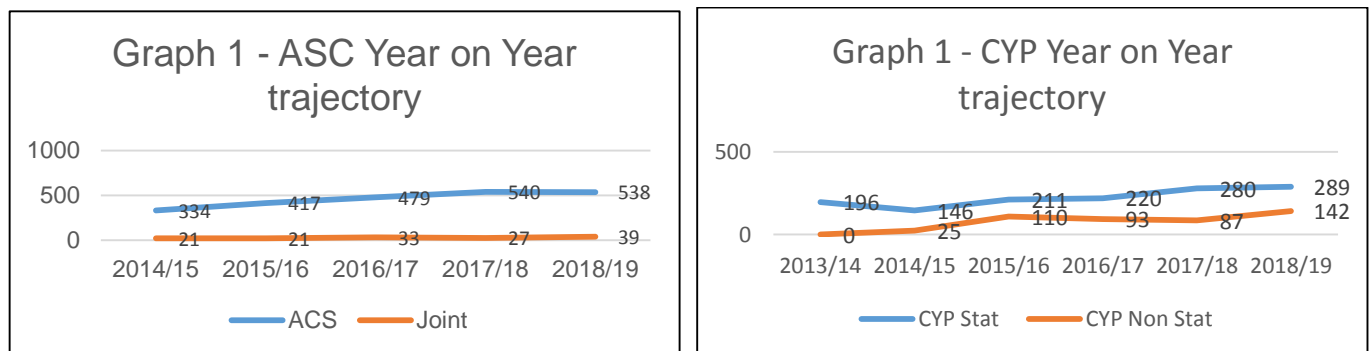 Graph 1 - ASC Year on Year
trajectory
1000
500
0
334 417 479 540 538
21 21 33 27 39
2014/15 2015/16 2016/17 2017/18 2018/19
ACS Joint
Graph 1 - CYP Year on Year
trajectory
500
0
196 146 211 220 280 289
0 25 110 93 87 142
2013/14 2014/15 2015/16 2016/17 2017/18 2018/19
CYP Stat CYP Non Stat